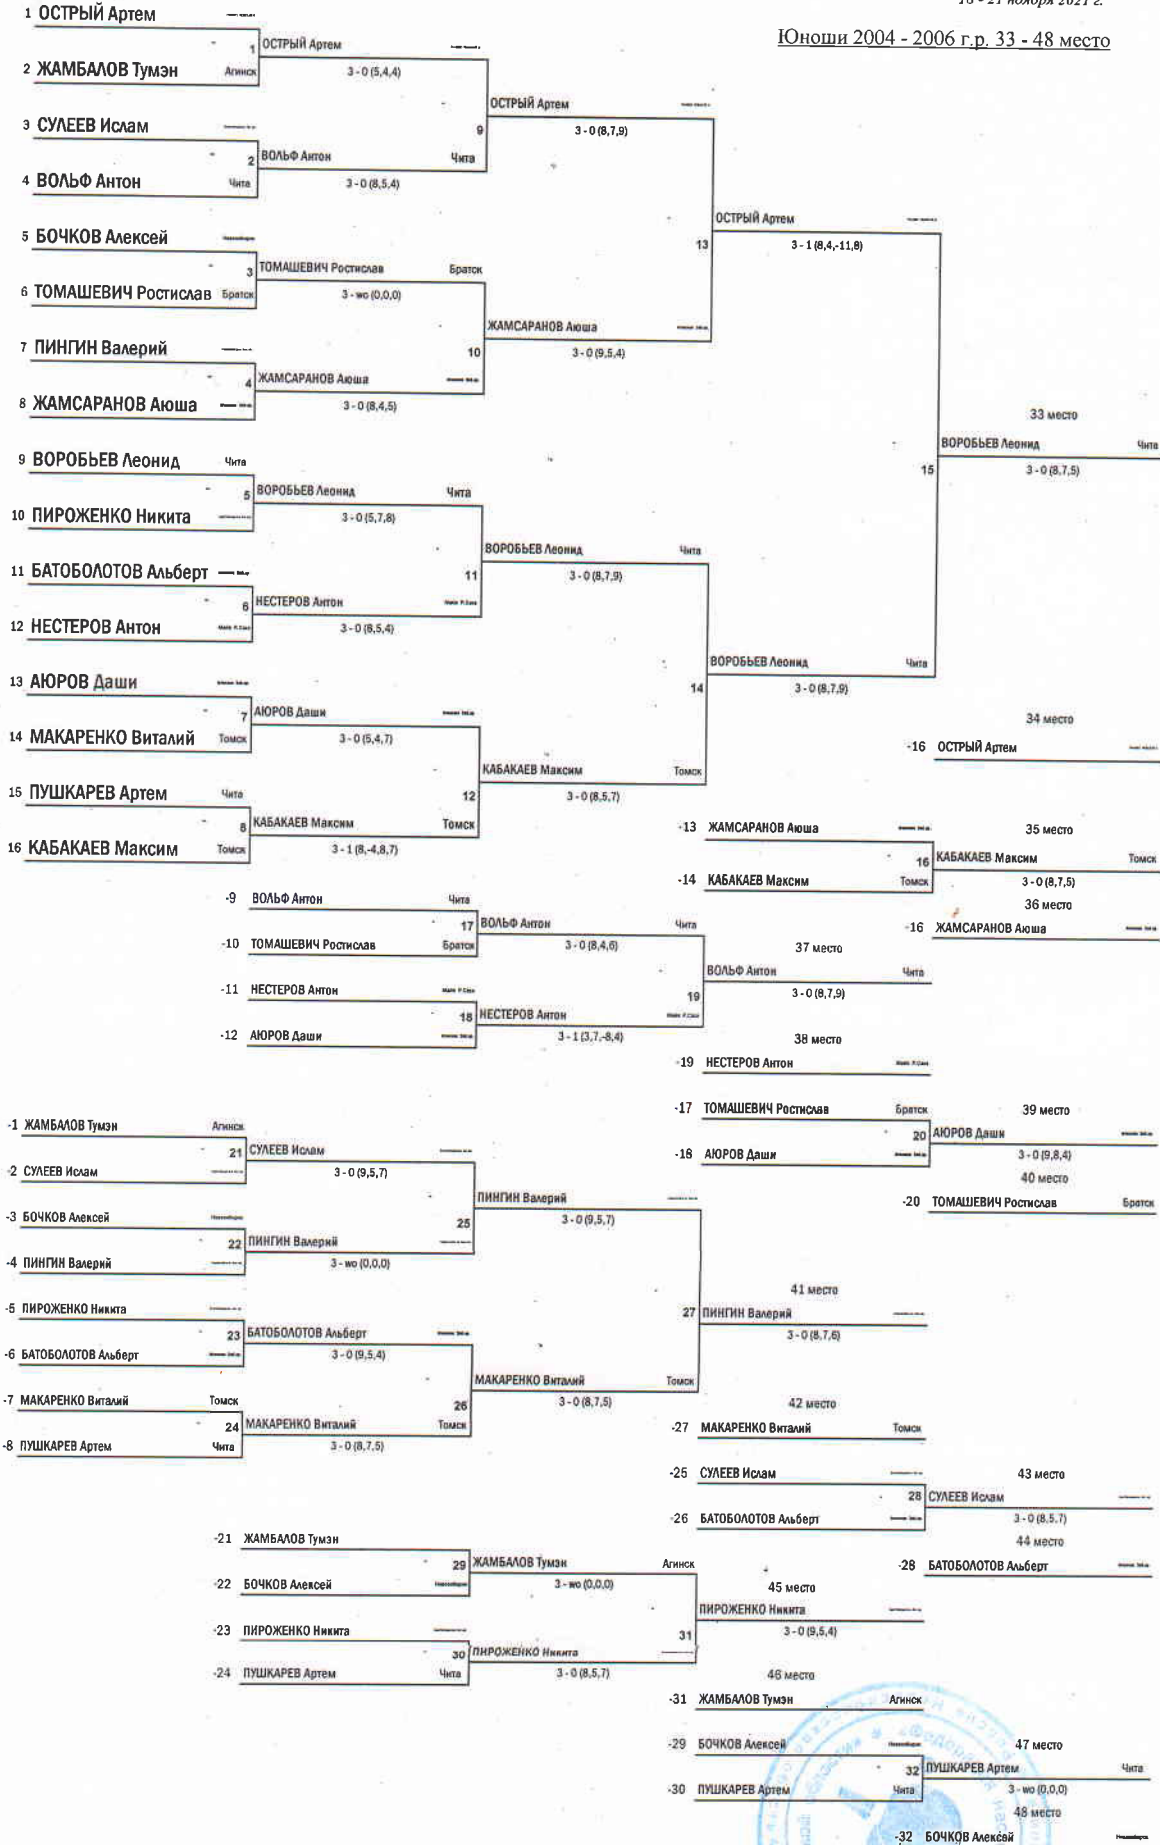 16 - 21 ноября 2021 г.
Юноши 2004 - 2006 г.р. 33 - 48 место
1 ОСТРЫЙ Артем
1 ОСТРЫЙ Артем
2 ЖАМБАЛОВ Тумэн Агинск
3 - 0 (5,4,4)
ОСТРЫЙ Артем
9
3 - 0 (8,7,9)
3 СУЛЕЕВ Ислам
2 ВОЛЬФ Антон Чита
4 ВОЛЬФ Антон Чита
3 - 0 (8,5,4)
ОСТРЫЙ Артем
13
3 - 1 (8,4,-11,8)
5 БОЧКОВ Алексей
3 ТОМАШЕВИЧ Ростислав Братск
6 ТОМАШЕВИЧ Ростислав Братск
3 - wo (0,0,0)
ЖАМСАРАНОВ Аюша
10
3 - 0 (9,5,4)
7 ПИНГИН Валерий
4 ЖАМСАРАНОВ Аюша
8 ЖАМСАРАНОВ Аюша
3 - 0 (8,4,5)
33 место
ВОРОБЬЕВ Леонид Чита
15
3 - 0 (8,7,5)
9 ВОРОБЬЕВ Леонид Чита
5 ВОРОБЬЕВ Леонид Чита
10 ПИРОЖЕНКО Никита
3 - 0 (5,7,8)
ВОРОБЬЕВ Леонид Чита
11
3 - 0 (8,7,9)
11 БАТОБОЛОТОВ Альберт
6 НЕСТЕРОВ Антон
12 НЕСТЕРОВ Антон
3 - 0 (8,5,4)
ВОРОБЬЕВ Леонид Чита
14
3 - 0 (8,7,9)
13 АЮРОВ Даши
7 АЮРОВ Даши
14 МАКАРЕНКО Виталий Томск
3 - 0 (5,4,7)
34 место
-16 ОСТРЫЙ Артем
КАБАКАЕВ Максим Томск
12
3 - 0 (8,5,7)
15 ПУШКАРЕВ Артем Чита
8 КАБАКАЕВ Максим Томск
16 КАБАКАЕВ Максим Томск
3 - 1 (8,-4,8,7)
-13 ЖАМСАРАНОВ Аюша
35 место
16 КАБАКАЕВ Максим Томск
-14 КАБАКАЕВ Максим Томск
3 - 0 (8,7,5)
36 место
-16 ЖАМСАРАНОВ Аюша
-9 ВОЛЬФ Антон Чита
17 ВОЛЬФ Антон Чита
-10 ТОМАШЕВИЧ Ростислав Братск
3 - 0 (8,4,6)
37 место
ВОЛЬФ Антон Чита
19
3 - 0 (8,7,9)
-11 НЕСТЕРОВ Антон
18 НЕСТЕРОВ Антон
-12 АЮРОВ Даши
3 - 1 (3,7,-8,4)
38 место
-19 НЕСТЕРОВ Антон
-17 ТОМАШЕВИЧ Ростислав Братск
39 место
20 АЮРОВ Даши
-18 АЮРОВ Даши
3 - 0 (9,8,4)
40 место
-20 ТОМАШЕВИЧ Ростислав Братск
-1 ЖАМБАЛОВ Тумэн Агинск
21 СУЛЕЕВ Ислам
-2 СУЛЕЕВ Ислам
3 - 0 (9,5,7)
ПИНГИН Валерий
25
3 - 0 (9,5,7)
-3 БОЧКОВ Алексей
22 ПИНГИН Валерий
-4 ПИНГИН Валерий
3 - wo (0,0,0)
41 место
27 ПИНГИН Валерий
3 - 0 (8,7,6)
-5 ПИРОЖЕНКО Никита
23 БАТОБОЛОТОВ Альберт
-6 БАТОБОЛОТОВ Альберт
3 - 0 (9,5,4)
МАКАРЕНКО Виталий Томск
26
3 - 0 (8,7,5)
-7 МАКАРЕНКО Виталий Томск
24 МАКАРЕНКО Виталий Томск
-8 ПУШКАРЕВ Артем Чита
3 - 0 (8,7,5)
42 место
-27 МАКАРЕНКО Виталий Томск
-25 СУЛЕЕВ Ислам
43 место
28 СУЛЕЕВ Ислам
-26 БАТОБОЛОТОВ Альберт
3 - 0 (8,5,7)
44 место
-28 БАТОБОЛОТОВ Альберт
-21 ЖАМБАЛОВ Тумэн
29 ЖАМБАЛОВ Тумэн Агинск
-22 БОЧКОВ Алексей
3 - wo (0,0,0)
45 место
ПИРОЖЕНКО Никита
31
3 - 0 (9,5,4)
-23 ПИРОЖЕНКО Никита
30 ПИРОЖЕНКО Никита
-24 ПУШКАРЕВ Артем Чита
3 - 0 (8,5,7)
46 место
-31 ЖАМБАЛОВ Тумэн Агинск
-29 БОЧКОВ Алексей
47 место
32 ПУШКАРЕВ Артем Чита
-30 ПУШКАРЕВ Артем Чита
3 - wo (0,0,0)
48 место
-32 БОЧКОВ Алексей